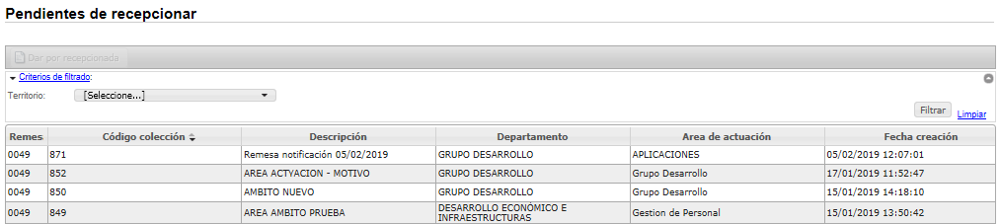 Pendientes de recepcionar
Dar por recepcionada
Criterios de filtrado:
Territorio: [Seleccione...]
Filtrar Limpiar
Remes Código colección Descripción Departamento Area de actuación Fecha creación
0049 871 Remesa notificación 05/02/2019 GRUPO DESARROLLO APLICACIONES 05/02/2019 12:07:01
0049 852 AREA ACTYACION - MOTIVO GRUPO DESARROLLO Grupo Desarrollo 17/01/2019 11:52:47
0049 850 AMBITO NUEVO GRUPO DESARROLLO Grupo Desarrollo 15/01/2019 14:18:10
0049 849 AREA AMBITO PRUEBA DESARROLLO ECONÓMICO E
INFRAESTRUCTURAS Gestion de Personal 15/01/2019 13:50:42